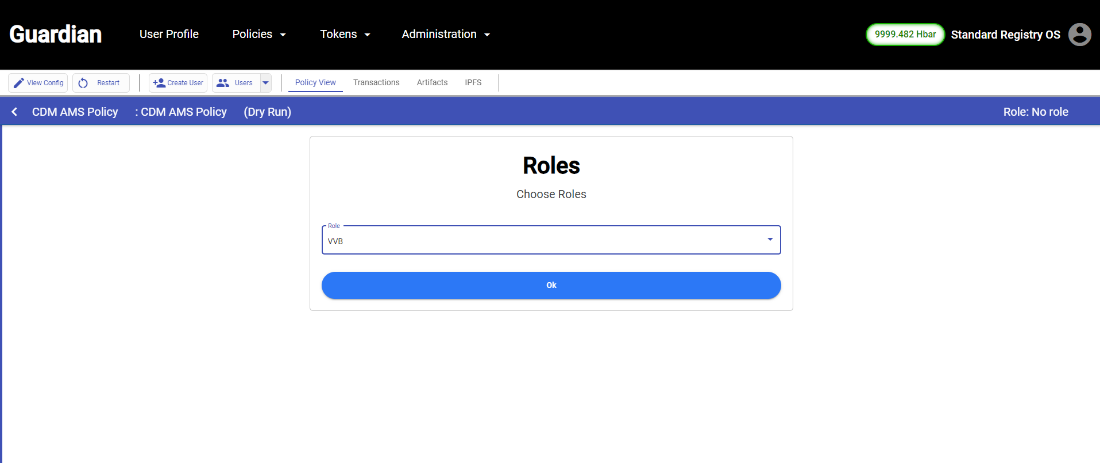 Guardian User Profile Policies Tokens Administration 9999.482 Hbar Standard Registry OS
View Config Restart Create User Users Policy View Transactions Artifacts IPFS
CDM AMS Policy : CDM AMS Policy (Dry Run) Role: No role
Roles
Choose Roles
Role
VVB
Ok